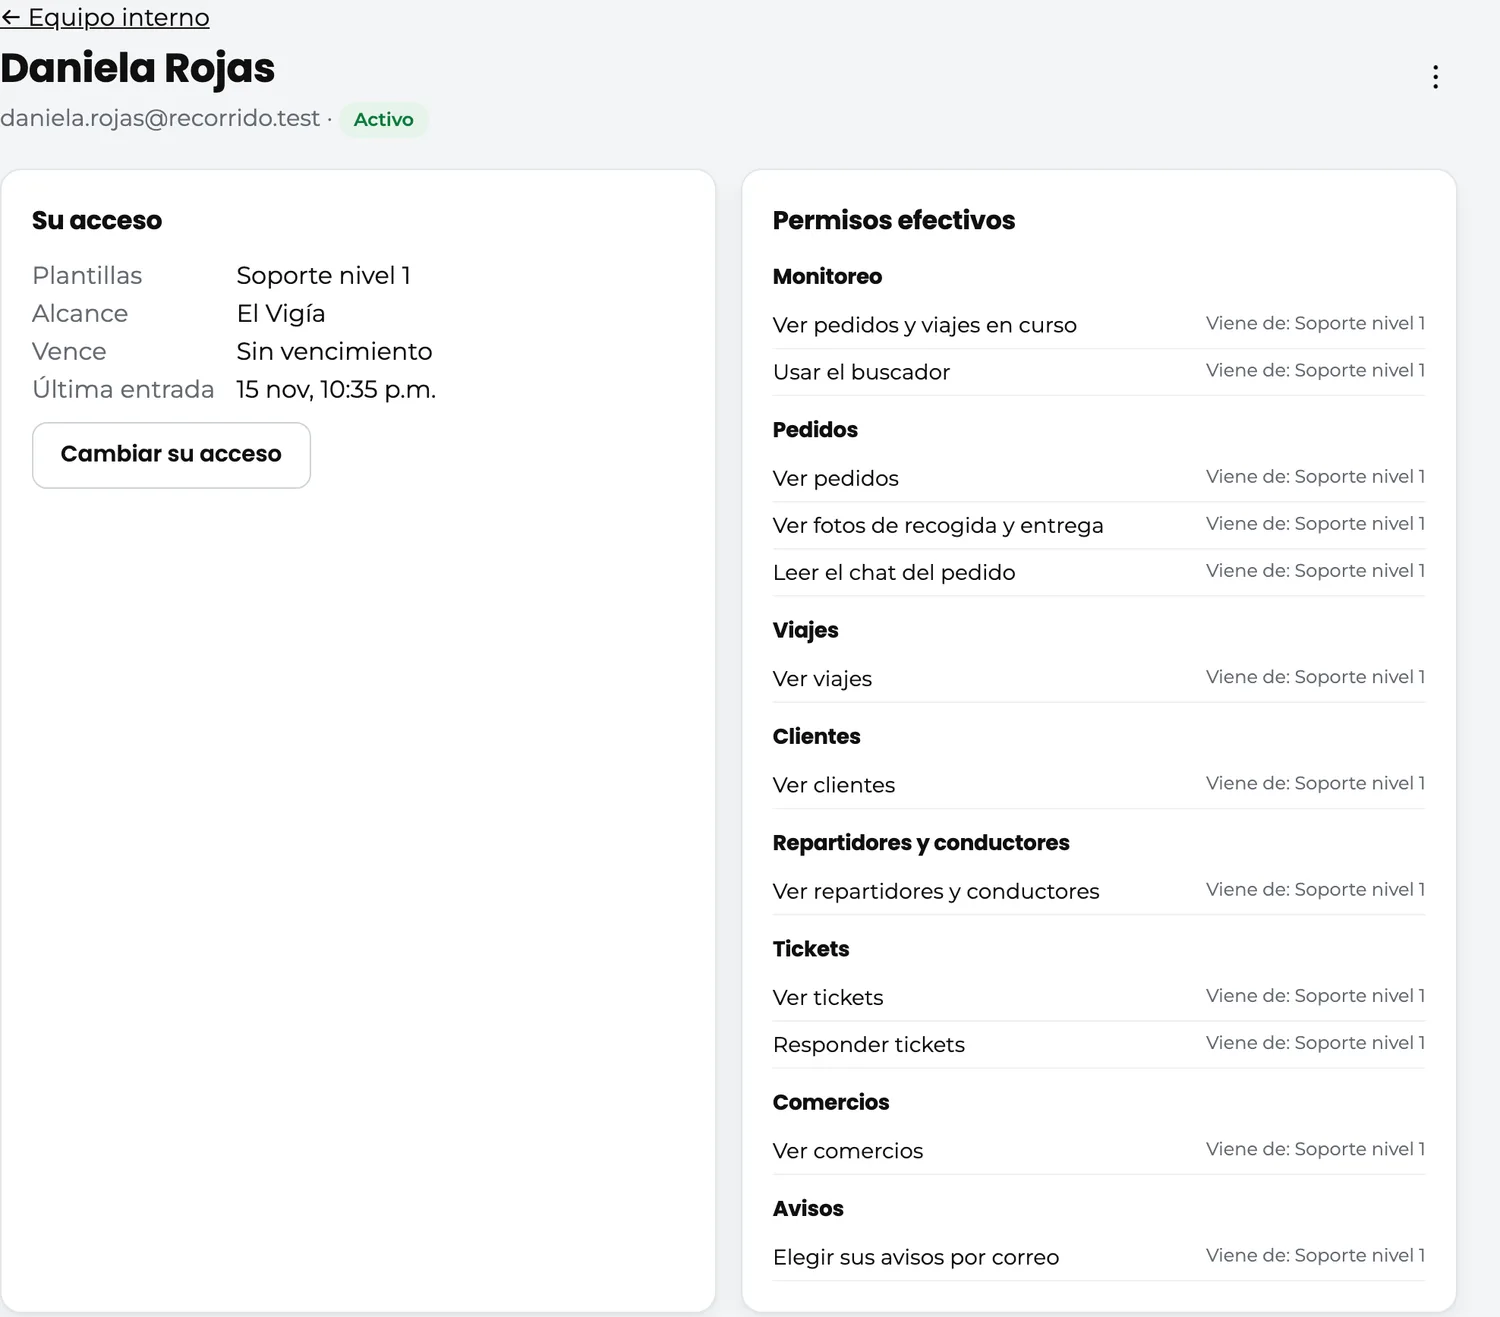 ← Equipo interno
Daniela Rojas
daniela.rojas@recorrido.test · Activo
Su acceso
Plantillas Soporte nivel 1
Alcance El Vigía
Vence Sin vencimiento
Última entrada 15 nov, 10:35 p.m.
Cambiar su acceso
Permisos efectivos
Monitoreo
Ver pedidos y viajes en curso Viene de: Soporte nivel 1
Usar el buscador Viene de: Soporte nivel 1
Pedidos
Ver pedidos Viene de: Soporte nivel 1
Ver fotos de recogida y entrega Viene de: Soporte nivel 1
Leer el chat del pedido Viene de: Soporte nivel 1
Viajes
Ver viajes Viene de: Soporte nivel 1
Clientes
Ver clientes Viene de: Soporte nivel 1
Repartidores y conductores
Ver repartidores y conductores Viene de: Soporte nivel 1
Tickets
Ver tickets Viene de: Soporte nivel 1
Responder tickets Viene de: Soporte nivel 1
Comercios
Ver comercios Viene de: Soporte nivel 1
Avisos
Elegir sus avisos por correo Viene de: Soporte nivel 1